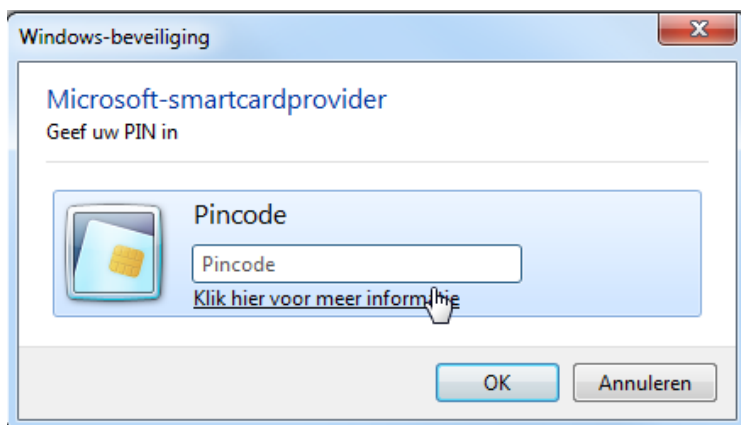 Windows-beveiliging
Microsoft-smartcardprovider
Geef uw PIN in
Pincode
Pincode
Klik hier voor meer informatie
OK
Annuleren